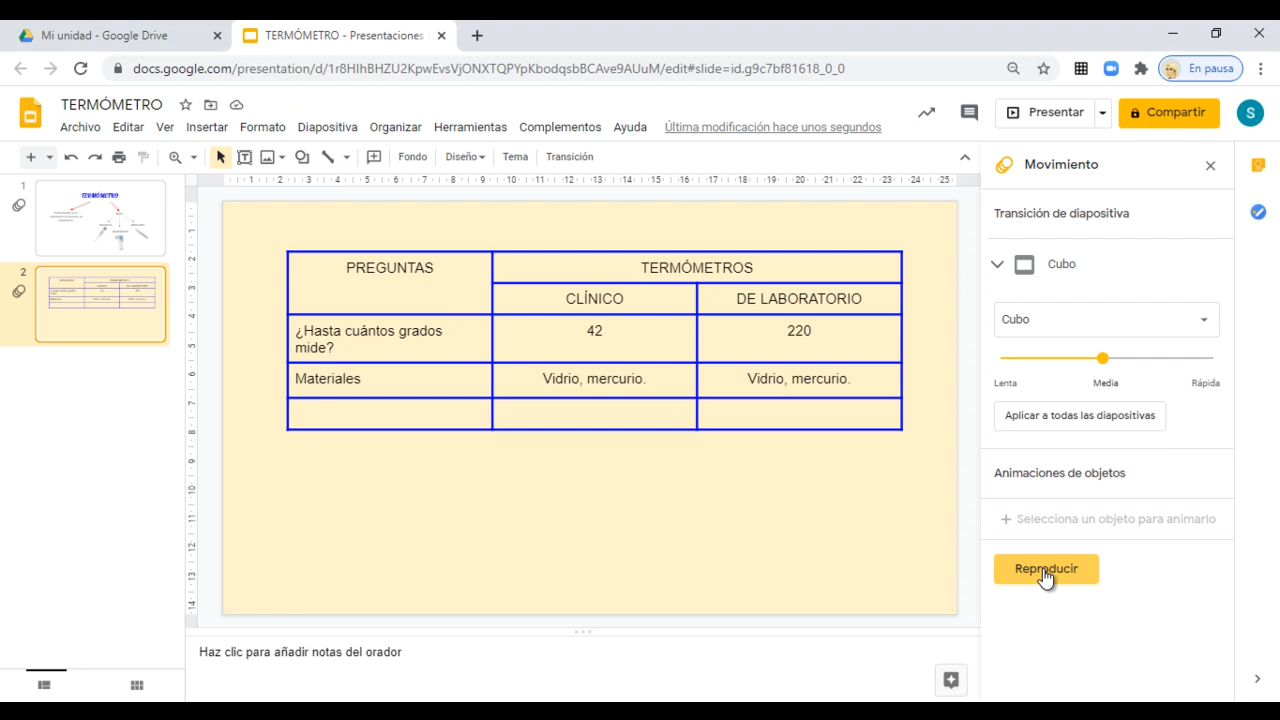 Mi unidad - Google Drive
TERMÓMETRO - Presentaciones
docs.google.com/presentation/d/1r8HIhBHZU2KpwEvsVj0NXTOPYpKbodqsbBCAve9AUuM/edit#slide=id.g9c7bf81618_0_0
En pausa
TERMÓMETRO
Presentar
Compartir
S
Archivo Editar Ver Insertar Formato Diapositiva Organizar Herramientas Complementos Ayuda Última modificación hace unos segundos
Fondo Diseño Tema Transición
Movimiento
Transición de diapositiva
Cubo
Cubo
Lenta Media Rápida
Aplicar a todas las diapositivas
Animaciones de objetos
+ Selecciona un objeto para animarlo
Reproducir
1
TERMÓMETRO
2
PREGUNTAS TERMÓMETROS
CLÍNICO DE LABORATORIO
¿Hasta cuántos grados 42 220
mide?
Materiales Vidrio, mercurio. Vidrio, mercurio.
Haz clic para añadir notas del orador